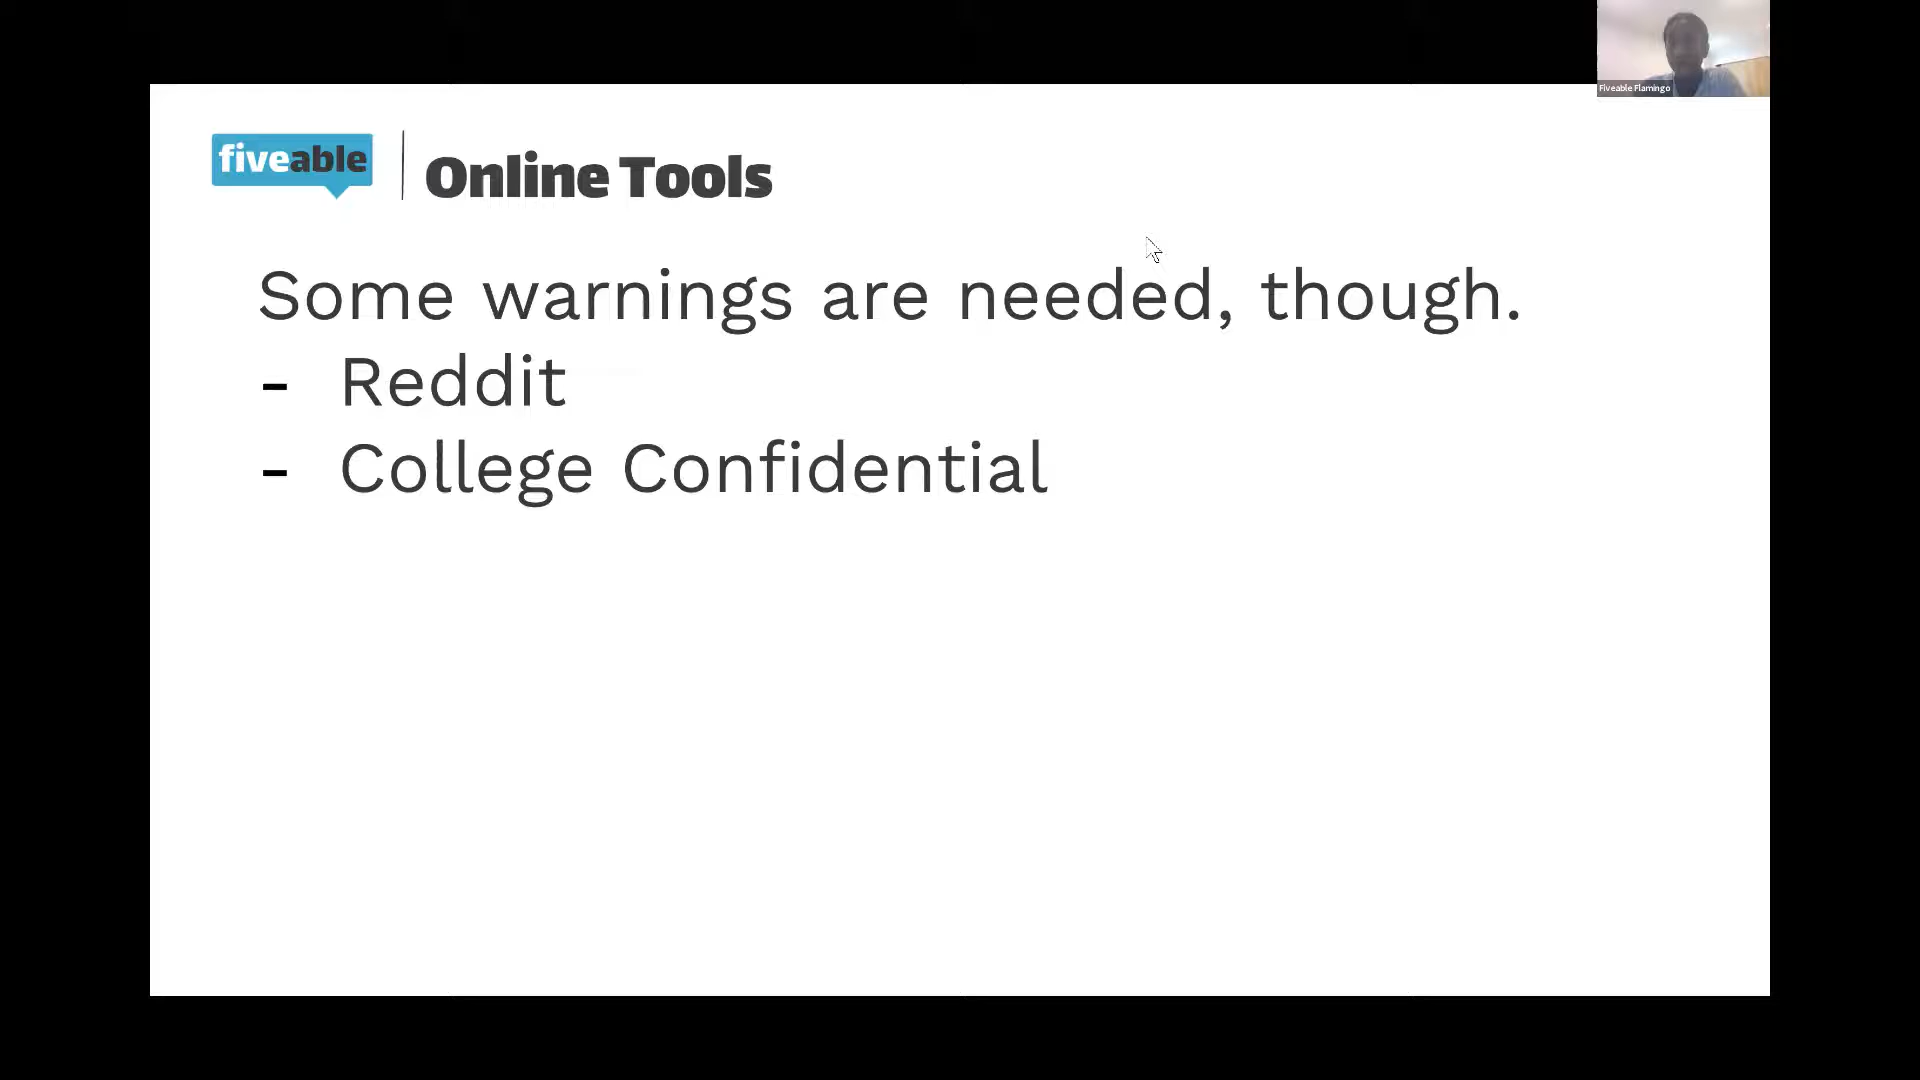 Fiveable Flamingo
fiveable
Online Tools
Some warnings are needed, though.
- Reddit
- College Confidential